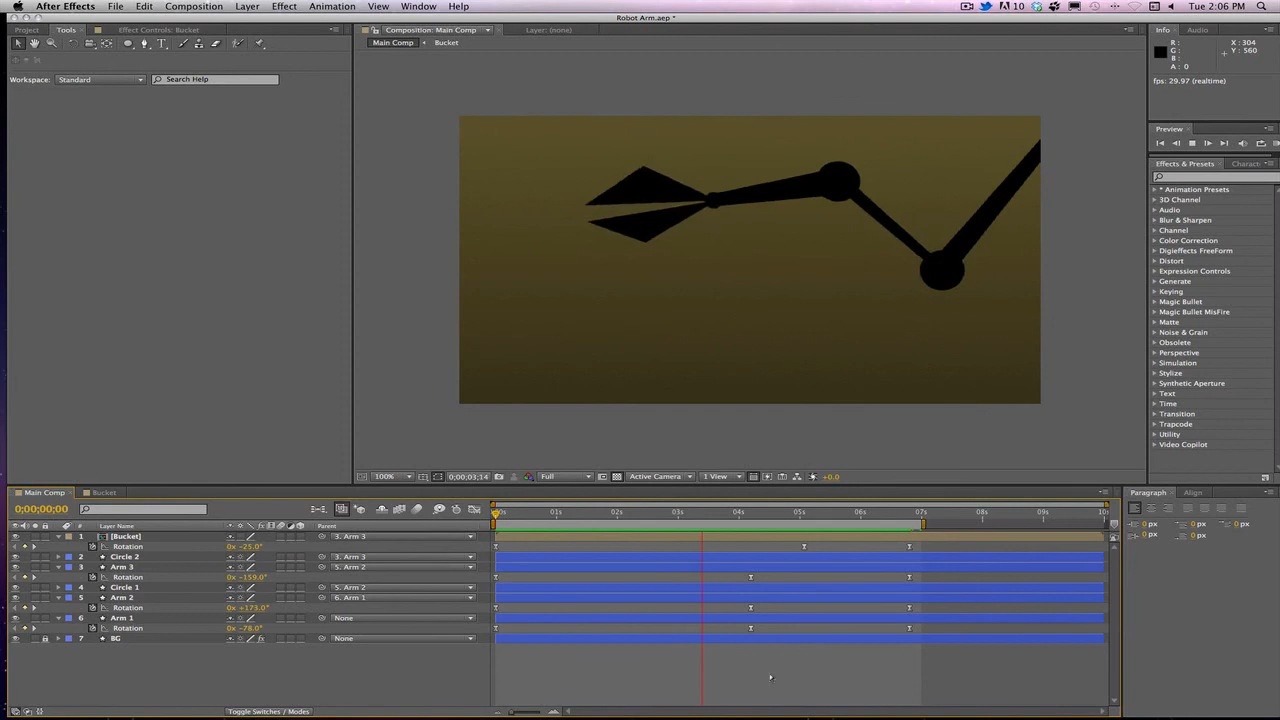 After Effects File Edit Composition Layer Effect Animation View Window Help 10 Tue 2:06 PM
Robot Arm.aep *
Project Tools Effect Controls: Bucket Composition: Main Comp Layer: (none) Info Audio
Main Comp Bucket
R : X : 304
G : Y : 560
B :
A : 0
Workspace: Standard Search Help
fps: 29.97 (realtime)
Preview
Effects & Presets Charact
* Animation Presets
3D Channel
Audio
Blur & Sharpen
Channel
Color Correction
Digieffects FreeForm
Distort
Expression Controls
Generate
Keying
Magic Bullet
Magic Bullet MisFire
Matte
Noise & Grain
Obsolete
Perspective
Simulation
Stylize
Synthetic Aperture
Text
Time
Transition
Trapcode
Utility
Video Copilot
100% 0;00;03;14 Full Active Camera 1 View +0.0
Main Comp Bucket
Paragraph Align
0;00;00;00 00s 01s 02s 03s 04s 05s 06s 07s 08s 09s 10s
# Layer Name Parent
0 px 0 px 0 px
0 px 0 px
1 [Bucket] 3. Arm 3
Rotation 0x -25.0°
2 Circle 2 3. Arm 3
3 Arm 3 5. Arm 2
Rotation 0x -159.0°
4 Circle 1 5. Arm 2
5 Arm 2 6. Arm 1
Rotation 0x +173.0°
6 Arm 1 None
Rotation 0x -78.0°
7 BG None
Toggle Switches / Modes